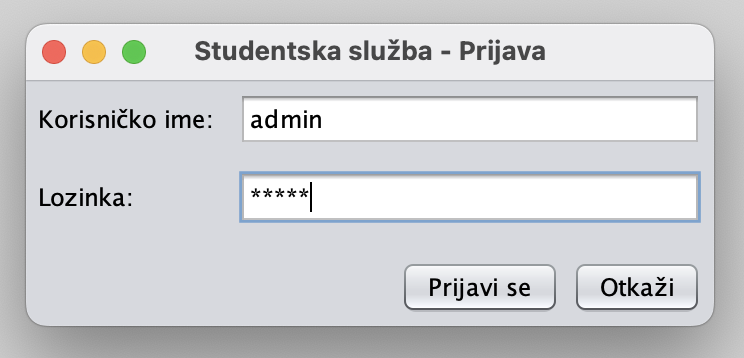 Studentska služba - Prijava
Korisničko ime: admin
Lozinka: *****
Prijavi se Otkaži